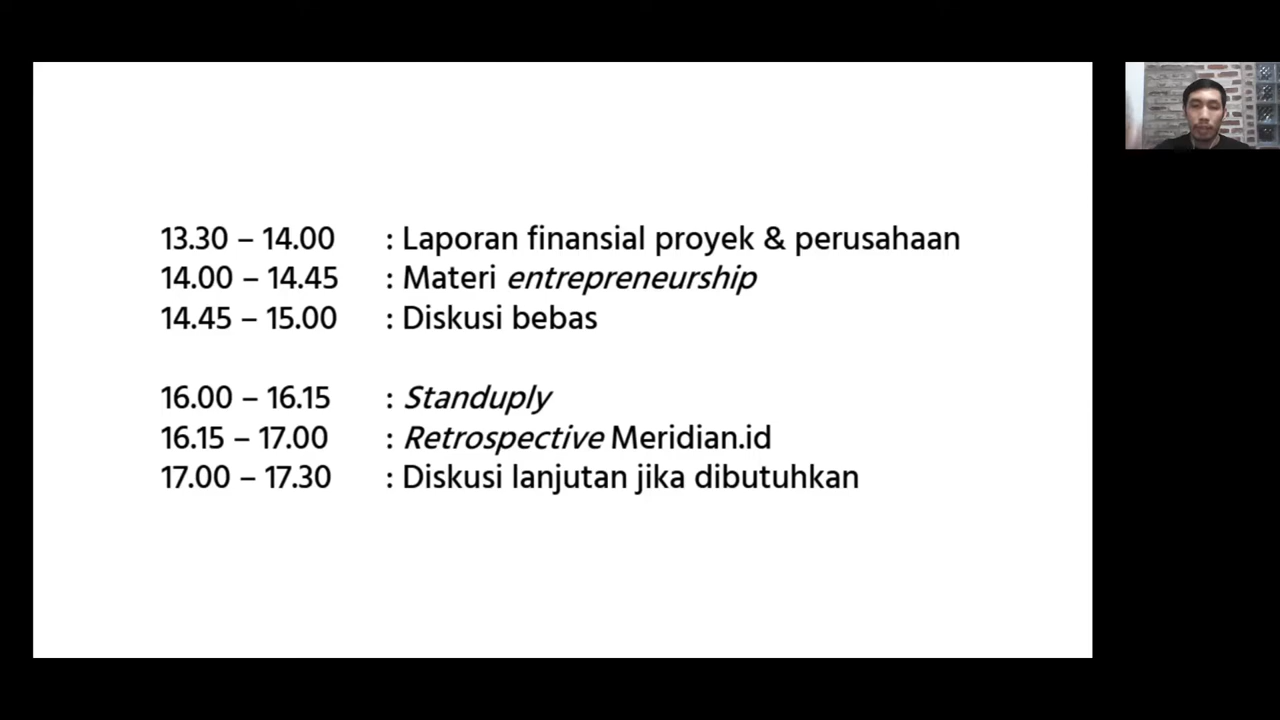 13.30 – 14.00 : Laporan finansial proyek & perusahaan
14.00 – 14.45 : Materi entrepreneurship
14.45 – 15.00 : Diskusi bebas
16.00 – 16.15 : Standuply
16.15 – 17.00 : Retrospective Meridian.id
17.00 – 17.30 : Diskusi lanjutan jika dibutuhkan